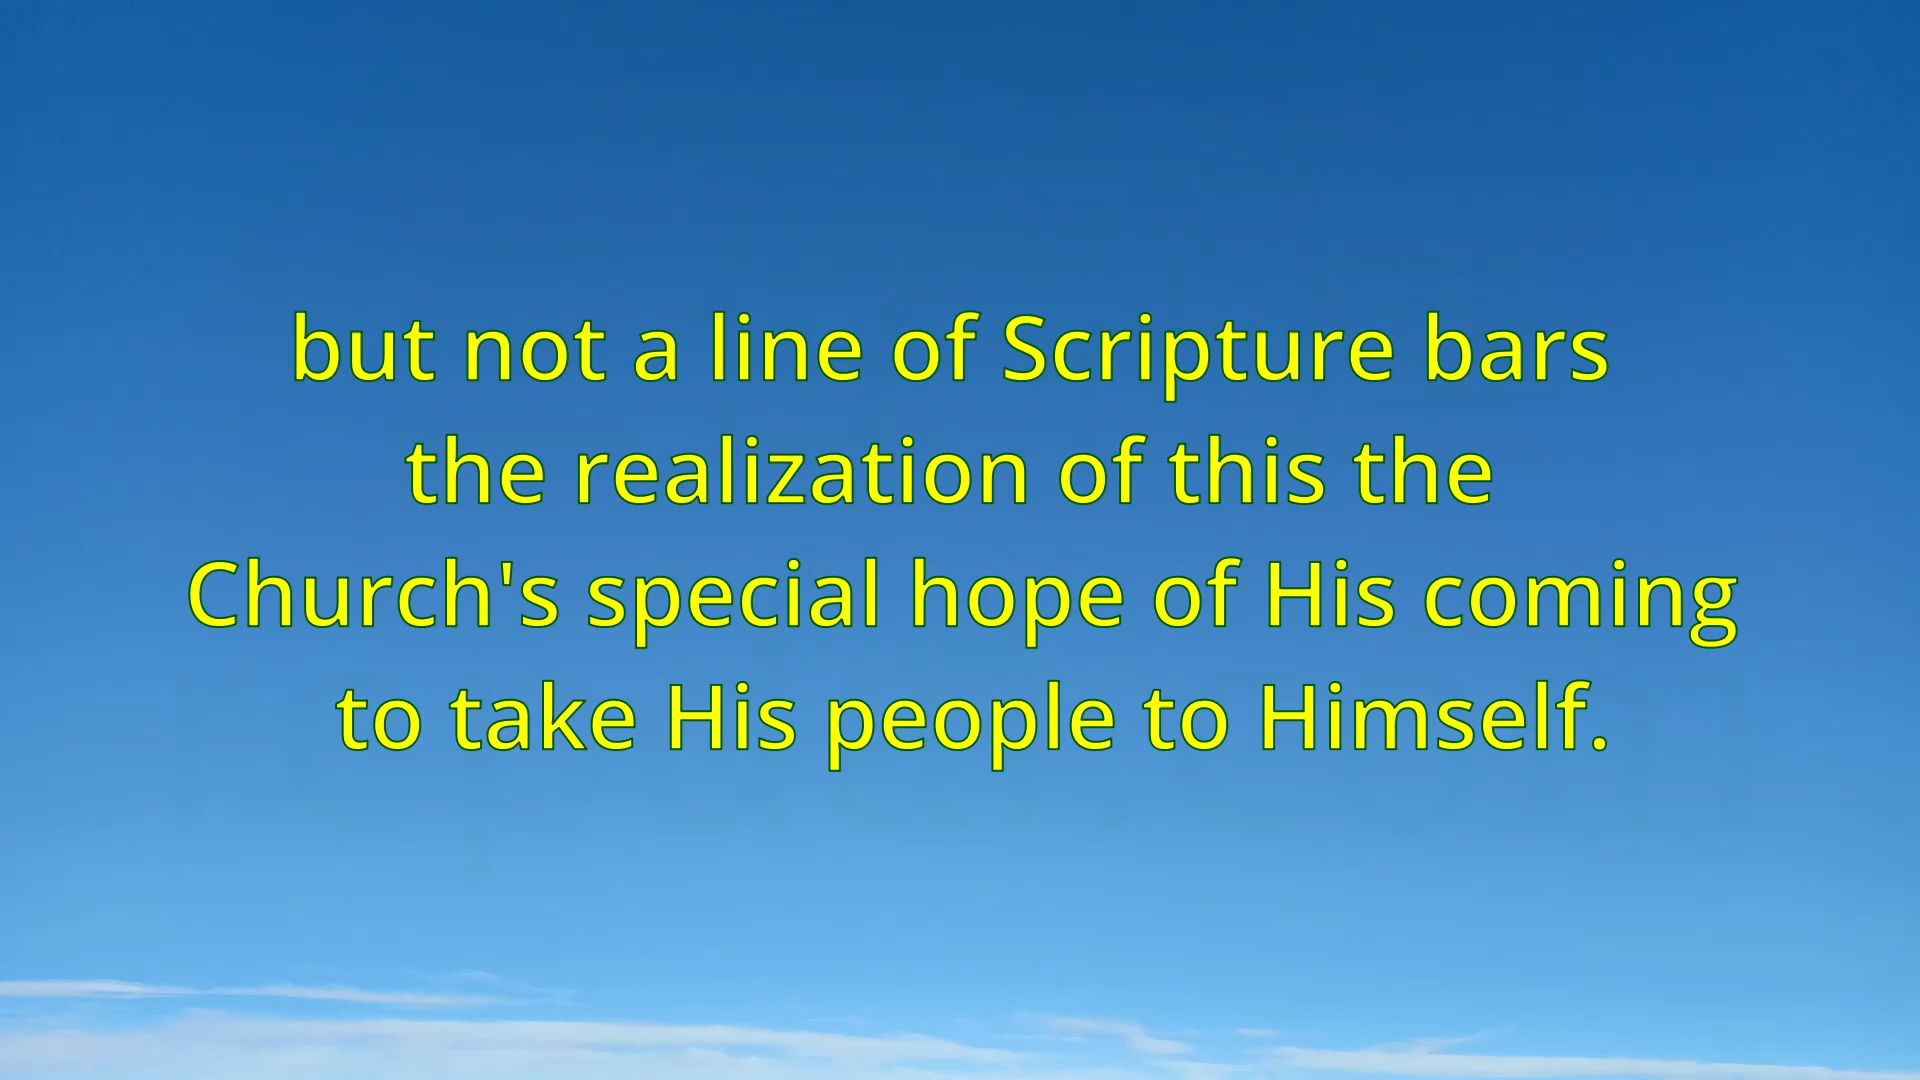 but not a line of Scripture bars
the realization of this the
Church's special hope of His coming
to take His people to Himself.